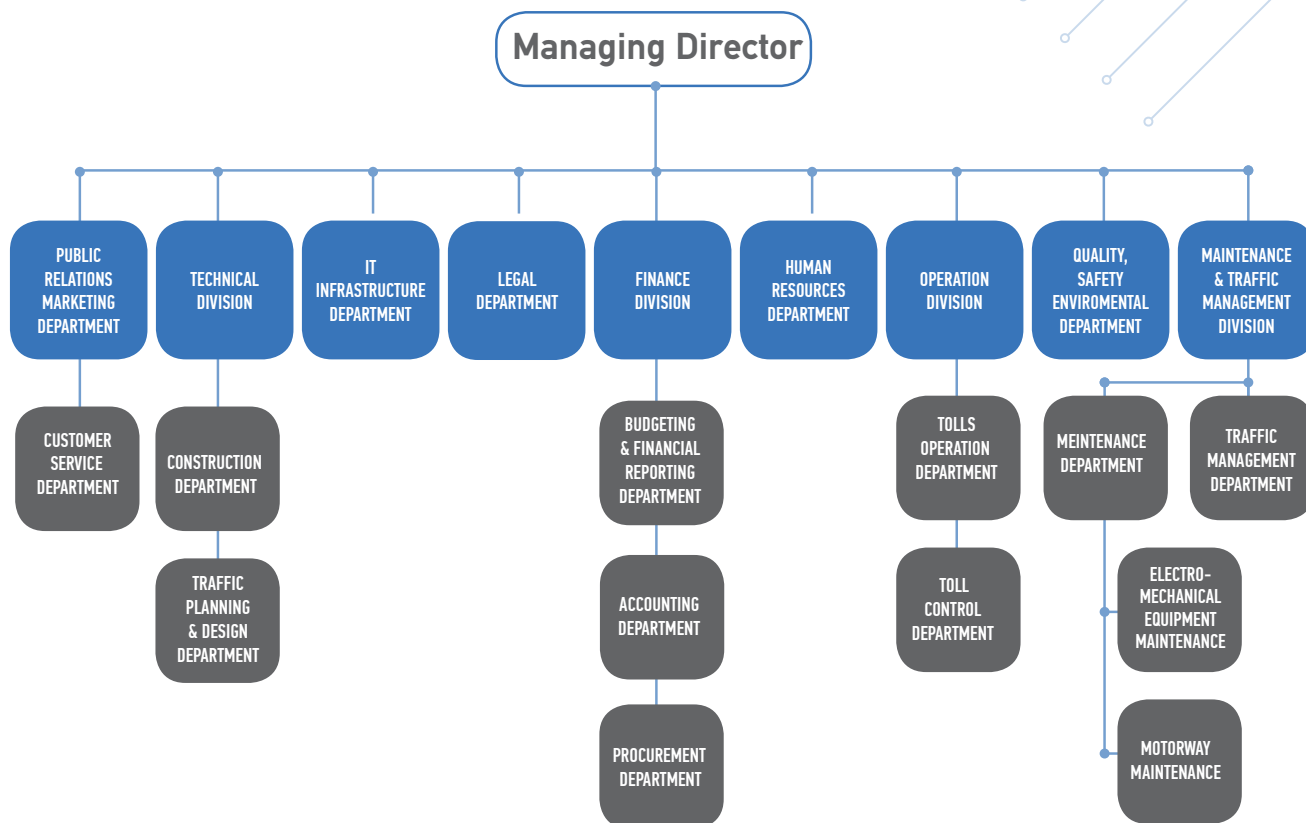 Managing Director
PUBLIC
RELATIONS
MARKETING
DEPARTMENT
TECHNICAL
DIVISION
IT
INFRASTRUCTURE
DEPARTMENT
LEGAL
DEPARTMENT
FINANCE
DIVISION
HUMAN
RESOURCES
DEPARTMENT
OPERATION
DIVISION
QUALITY,
SAFETY
ENVIROMENTAL
DEPARTMENT
MAINTENANCE
& TRAFFIC
MANAGEMENT
DIVISION
CUSTOMER
SERVICE
DEPARTMENT
CONSTRUCTION
DEPARTMENT
BUDGETING
& FINANCIAL
REPORTING
DEPARTMENT
TOLLS
OPERATION
DEPARTMENT
MEINTENANCE
DEPARTMENT
TRAFFIC
MANAGEMENT
DEPARTMENT
TRAFFIC
PLANNING
& DESIGN
DEPARTMENT
ACCOUNTING
DEPARTMENT
TOLL
CONTROL
DEPARTMENT
ELECTRO-
MECHANICAL
EQUIPMENT
MAINTENANCE
PROCUREMENT
DEPARTMENT
MOTORWAY
MAINTENANCE